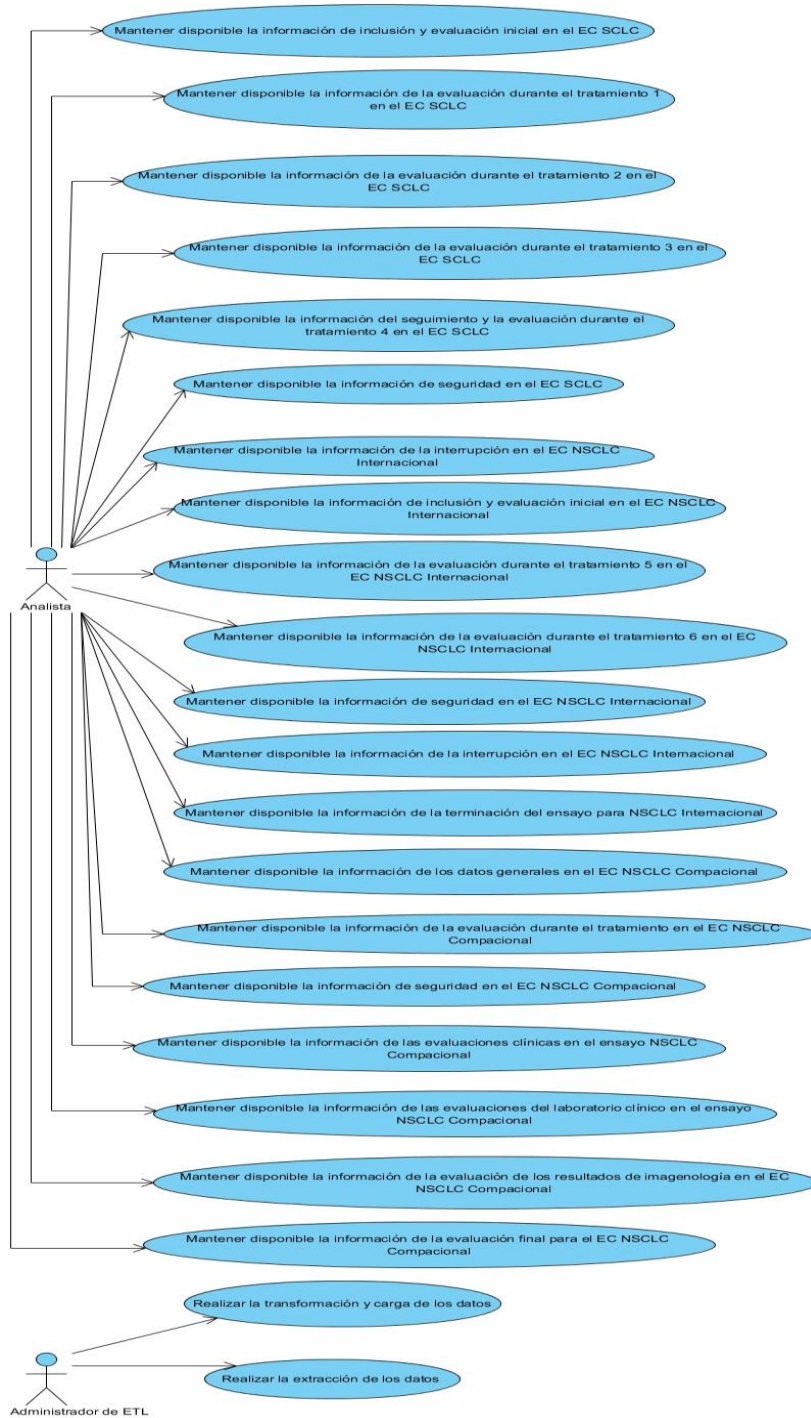 Mantener disponible la información de inclusión y evaluación inicial en el EC SCLC
Mantener disponible la información de la evaluación durante el tratamiento 1
en el EC SCLC
Mantener disponible la información de la evaluación durante el tratamiento 2 en el
EC SCLC
Mantener disponible la información de la evaluación durante el tratamiento 3 en el
EC SCLC
Mantener disponible la información del seguimiento y la evaluación durante el
tratamiento 4 en el EC SCLC
Mantener disponible la información de seguridad en el EC SCLC
Mantener disponible la información de la interrupción en el EC NSCLC
Internacional
Mantener disponible la información de inclusión y evaluación inicial en el EC NSCLC
Internacional
Mantener disponible la información de la evaluación durante el tratamiento 5 en el
EC NSCLC Internacional
Analista
Mantener disponible la información de la evaluación durante el tratamiento 6 en el EC
NSCLC Internacional
Mantener disponible la información de seguridad en el EC NSCLC Internacional
Mantener disponible la información de la interrupción en el EC NSCLC Internacional
Mantener disponible la información de la terminación del ensayo para NSCLC Internacional
Mantener disponible la información de los datos generales en el EC NSCLC Compacional
Mantener disponible la información de la evaluación durante el tratamiento en el EC NSCLC
Compacional
Mantener disponible la información de seguridad en el EC NSCLC Compacional
Mantener disponible la información de las evaluaciones clínicas en el ensayo NSCLC
Compacional
Mantener disponible la información de las evaluaciones del laboratorio clínico en el ensayo
NSCLC Compacional
Mantener disponible la información de la evaluación de los resultados de imagenología en el EC
NSCLC Compacional
Mantener disponible la información de la evaluación final para el EC NSCLC
Compacional
Realizar la transformación y carga de los datos
Realizar la extracción de los datos
Administrador de ETL